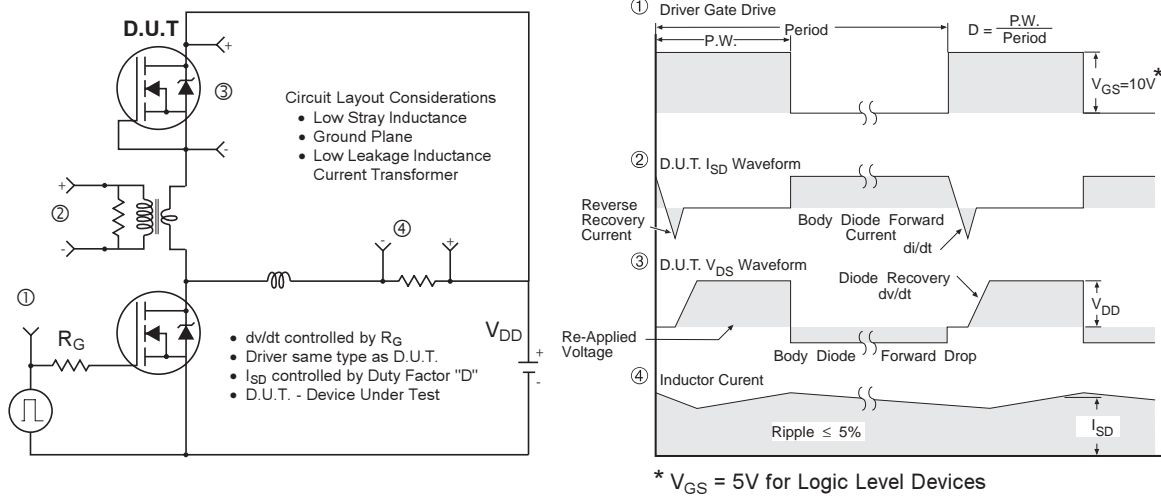 D.U.T
+
③
-
Circuit Layout Considerations
• Low Stray Inductance
• Ground Plane
• Low Leakage Inductance
Current Transformer
+
②
-
④
-
+
①
R_G
V_DD
+
-
• dv/dt controlled by R_G
• Driver same type as D.U.T.
• I_SD controlled by Duty Factor "D"
• D.U.T. - Device Under Test
① Driver Gate Drive
Period
P.W.
D = P.W.
Period
V_GS=10V *
② D.U.T. I_SD Waveform
Reverse
Recovery
Current
Body Diode Forward
Current
di/dt
③ D.U.T. V_DS Waveform
Diode Recovery
dv/dt
V_DD
Re-Applied
Voltage
Body Diode Forward Drop
④ Inductor Curent
Ripple ≤ 5%
I_SD
* V_GS = 5V for Logic Level Devices